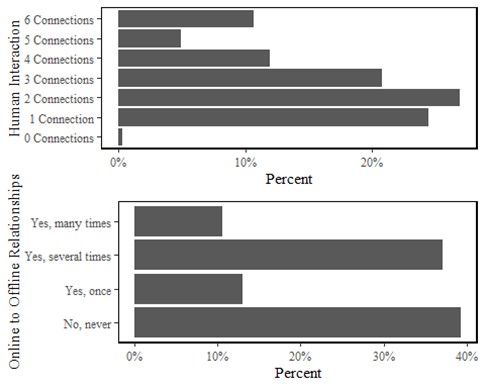 Human Interaction
6 Connections
5 Connections
4 Connections
3 Connections
2 Connections
1 Connection
0 Connections
0% 10% 20%
Percent
Online to Offline Relationships
Yes, many times
Yes, several times
Yes, once
No, never
0% 10% 20% 30% 40%
Percent